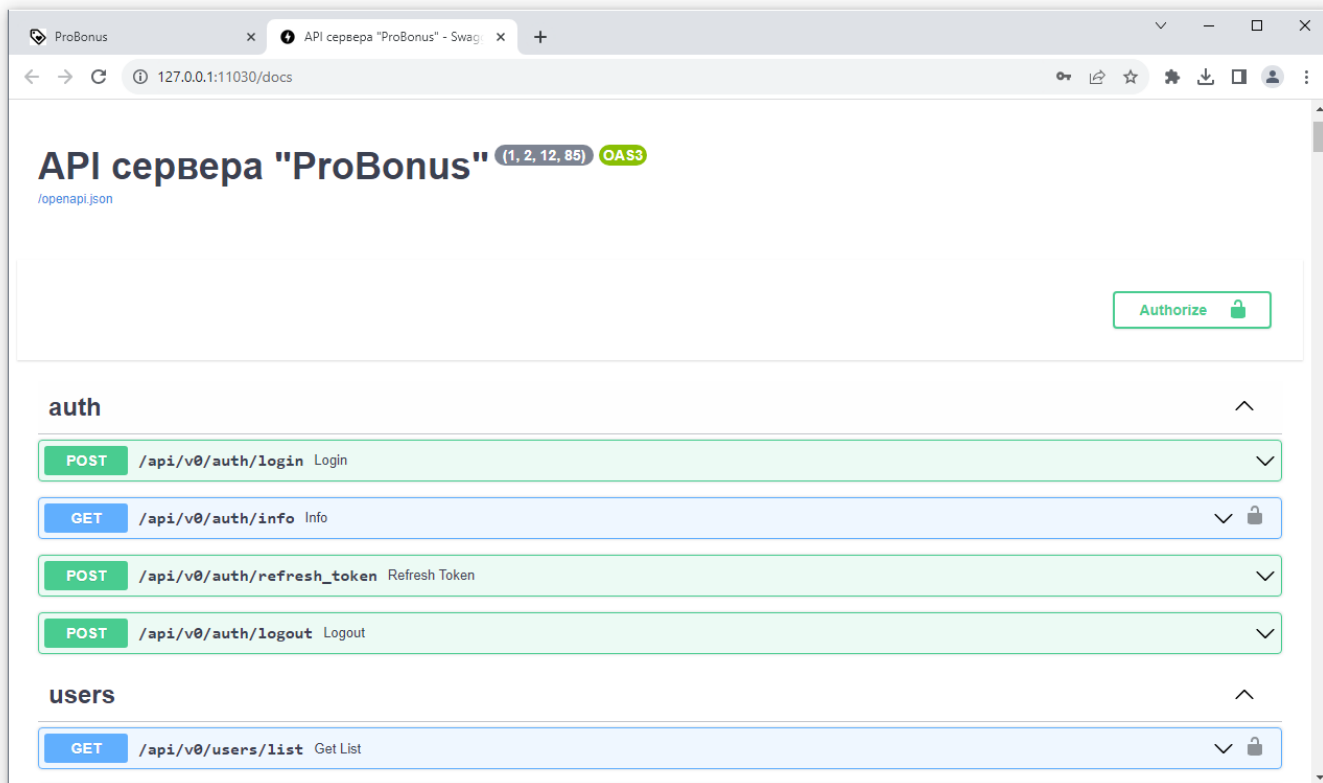 ProBonus
API сервера "ProBonus" - Swag
127.0.0.1:11030/docs
API сервера "ProBonus" (1, 2, 12, 85) OAS3
/openapi.json
Authorize
auth
POST /api/v0/auth/login Login
GET /api/v0/auth/info Info
POST /api/v0/auth/refresh_token Refresh Token
POST /api/v0/auth/logout Logout
users
GET /api/v0/users/list Get List